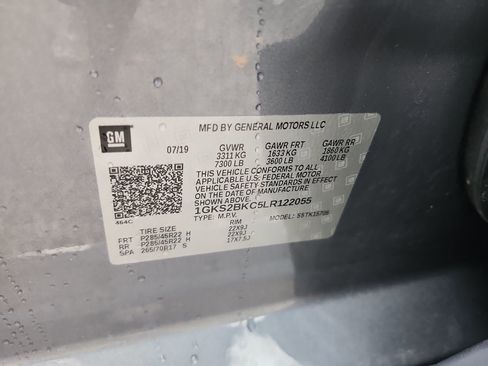 GM
MFD BY GENERAL MOTORS LLC
07/19
GVWR GAWR FRT GAWR RR
3311 KG 1633 KG 1860 KG
7300 LB 3600 LB 4100 LB
THIS VEHICLE CONFORMS TO ALL
APPLICABLE U.S. FEDERAL MOTOR
VEHICLE SAFETY STANDARDS IN EFFECT
ON THE DATE OF MANUFACTURE
SHOWN ABOVE.
1GKS2BKC5LR122055
TYPE: M.P.V. MODEL: S5TK15706
464C
TIRE SIZE RIM
FRT P285/45R22 H 22X9J
RR P285/45R22 H 22X9J
SPA 265/70R17 S 17X7.5J